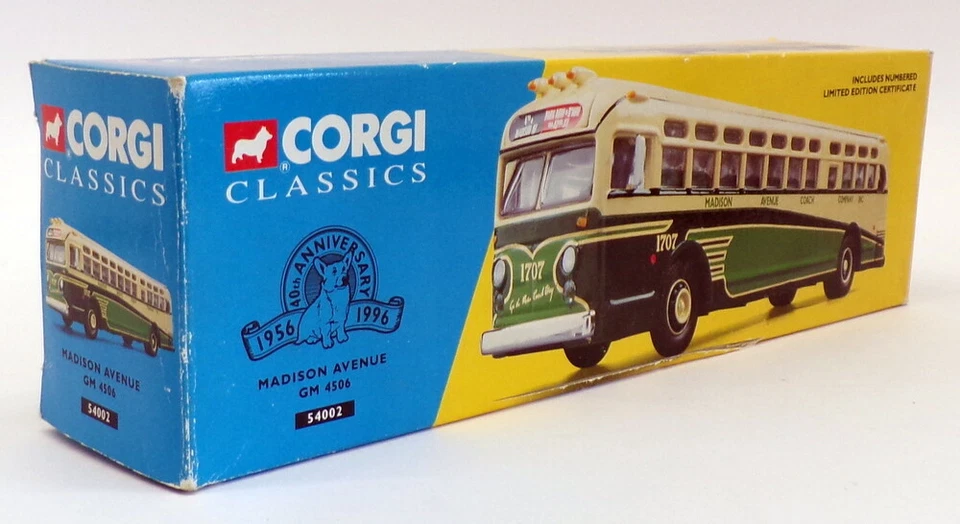 CORGI
CLASSICS
MADISON AVENUE
GM 4506
54002
CORGI
®
CLASSICS
40th ANNIVERSARY
1956 1996
MADISON AVENUE
GM 4506
54002
INCLUDES NUMBERED
LIMITED EDITION CERTIFICATE
MADISON AVENUE COACH COMPANY INC
1707
1707